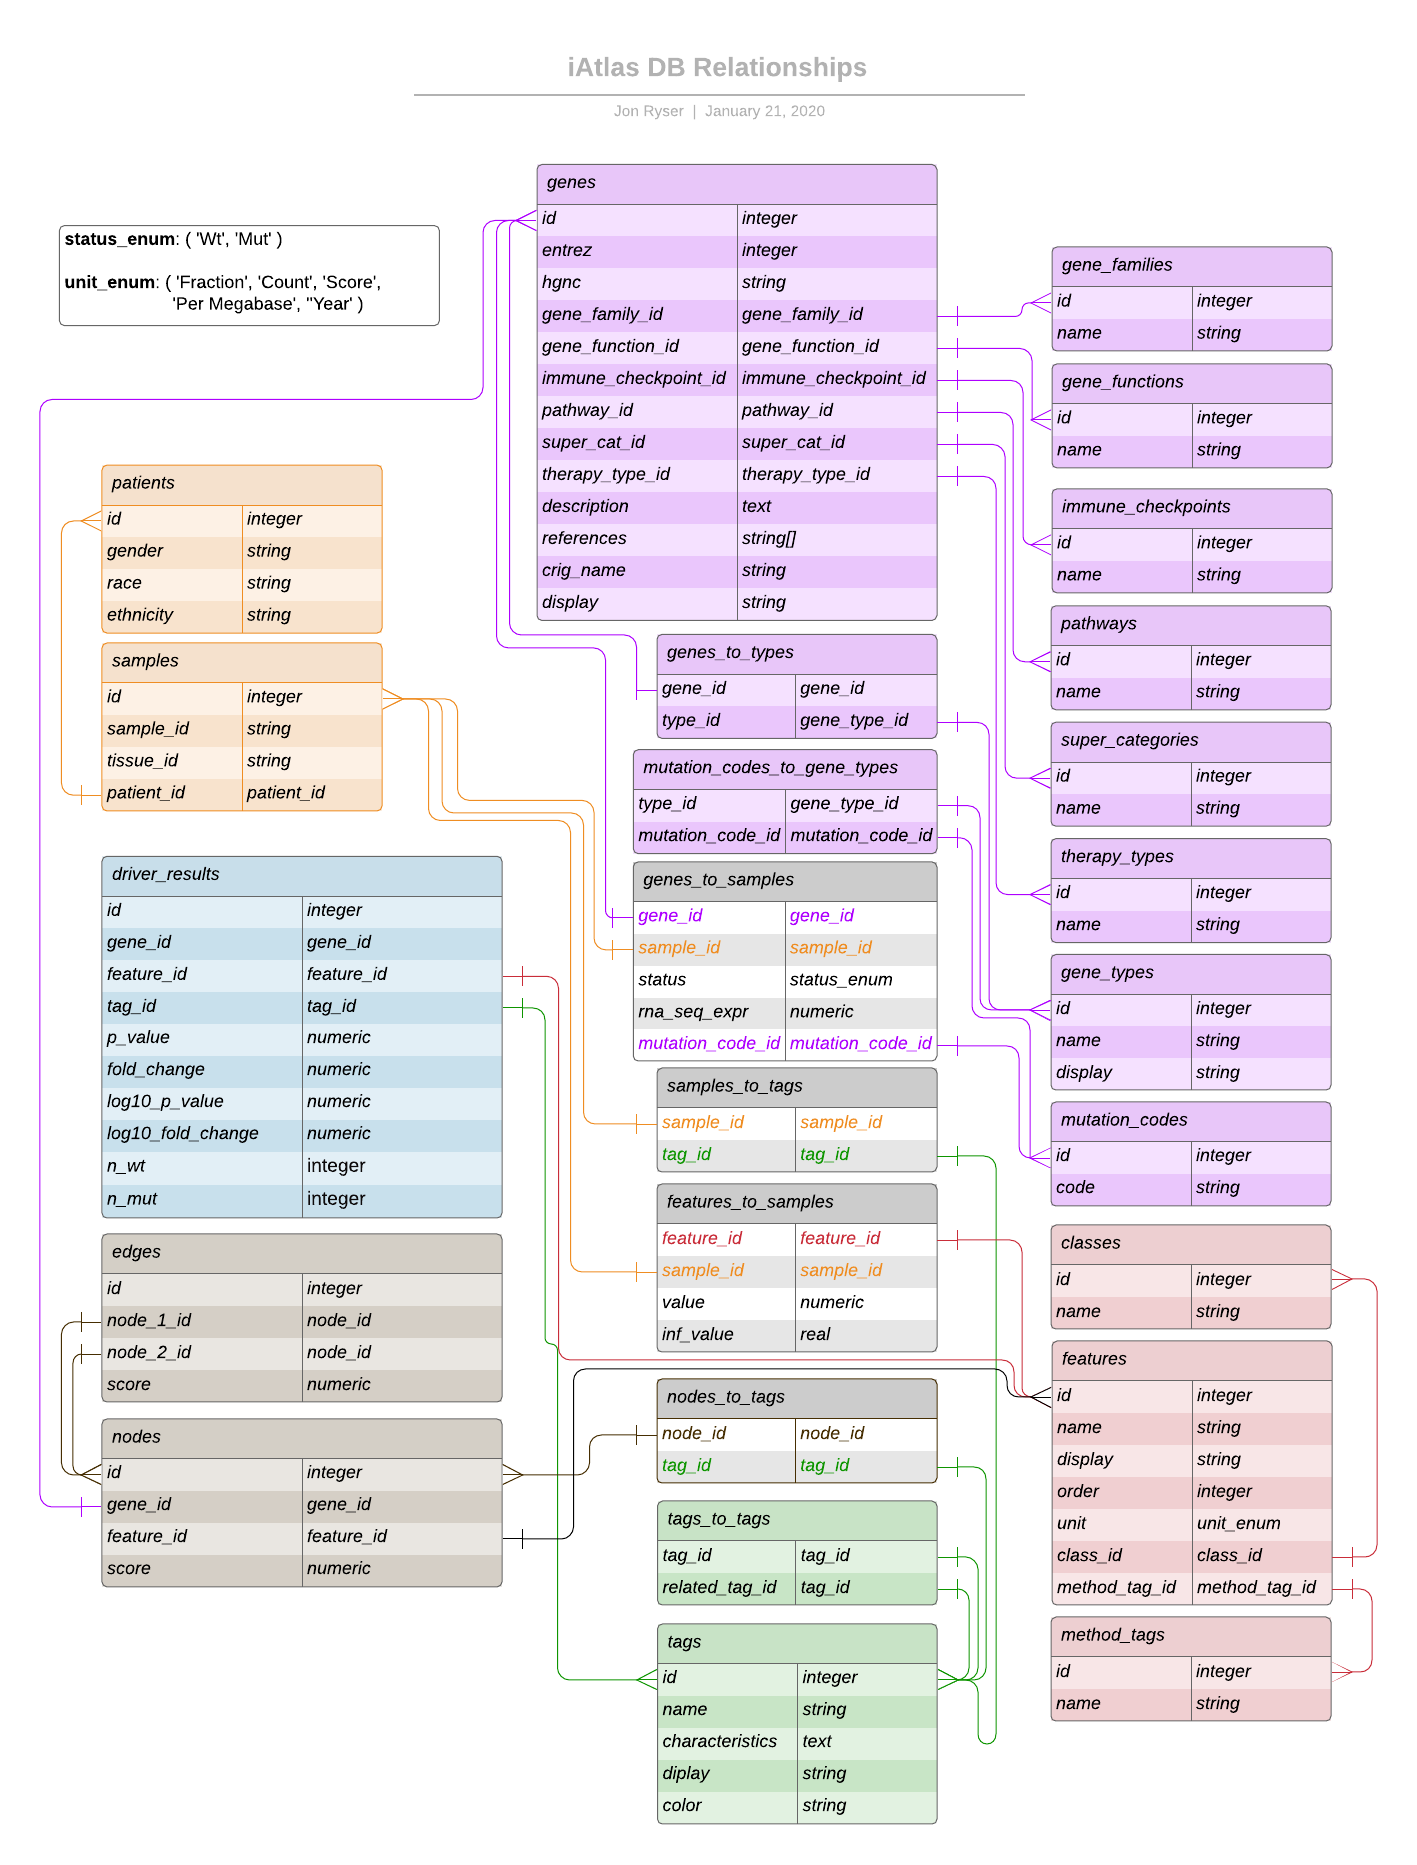 iAtlas DB Relationships
Jon Ryser | January 21, 2020
status_enum: ( 'Wt', 'Mut' )
unit_enum: ( 'Fraction', 'Count', 'Score',
'Per Megabase', "Year' )
genes
id integer
entrez integer
hgnc string
gene_family_id gene_family_id
gene_function_id gene_function_id
immune_checkpoint_id immune_checkpoint_id
pathway_id pathway_id
super_cat_id super_cat_id
therapy_type_id therapy_type_id
description text
references string[]
crig_name string
display string
gene_families
id integer
name string
gene_functions
id integer
name string
immune_checkpoints
id integer
name string
pathways
id integer
name string
super_categories
id integer
name string
therapy_types
id integer
name string
gene_types
id integer
name string
display string
mutation_codes
id integer
code string
patients
id integer
gender string
race string
ethnicity string
samples
id integer
sample_id string
tissue_id string
patient_id patient_id
genes_to_types
gene_id gene_id
type_id gene_type_id
mutation_codes_to_gene_types
type_id gene_type_id
mutation_code_id mutation_code_id
genes_to_samples
gene_id gene_id
sample_id sample_id
status status_enum
rna_seq_expr numeric
mutation_code_id mutation_code_id
samples_to_tags
sample_id sample_id
tag_id tag_id
features_to_samples
feature_id feature_id
sample_id sample_id
value numeric
inf_value real
driver_results
id integer
gene_id gene_id
feature_id feature_id
tag_id tag_id
p_value numeric
fold_change numeric
log10_p_value numeric
log10_fold_change numeric
n_wt integer
n_mut integer
edges
id integer
node_1_id node_id
node_2_id node_id
score numeric
nodes
id integer
gene_id gene_id
feature_id feature_id
score numeric
nodes_to_tags
node_id node_id
tag_id tag_id
tags_to_tags
tag_id tag_id
related_tag_id tag_id
tags
id integer
name string
characteristics text
diplay string
color string
classes
id integer
name string
features
id integer
name string
display string
order integer
unit unit_enum
class_id class_id
method_tag_id method_tag_id
method_tags
id integer
name string